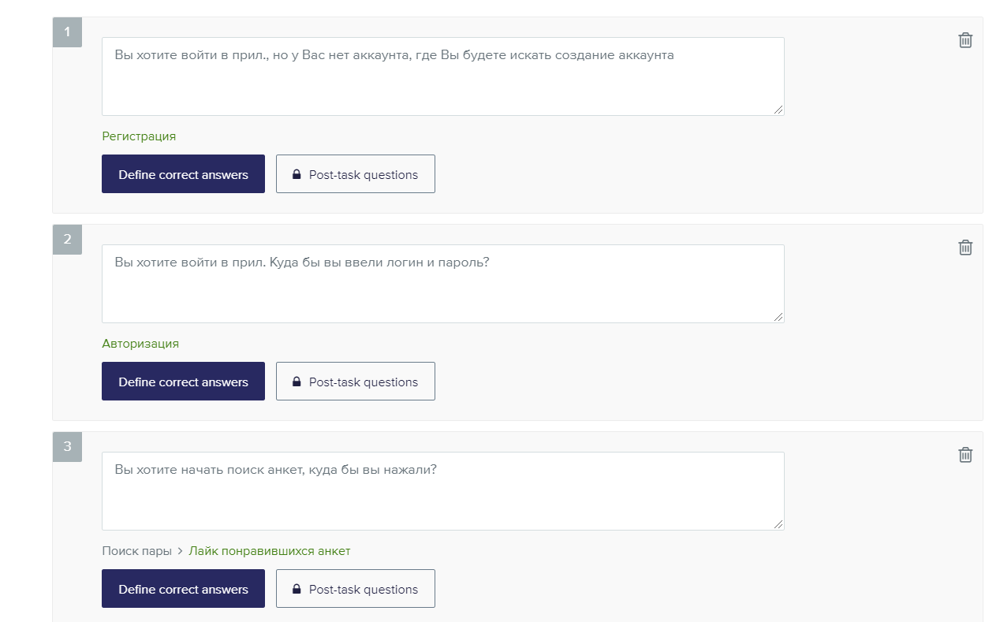 1
Вы хотите войти в прил., но у Вас нет аккаунта, где Вы будете искать создание аккаунта
Регистрация
Define correct answers
Post-task questions
2
Вы хотите войти в прил. Куда бы вы ввели логин и пароль?
Авторизация
Define correct answers
Post-task questions
3
Вы хотите начать поиск анкет, куда бы вы нажали?
Поиск пары > Лайк понравившихся анкет
Define correct answers
Post-task questions